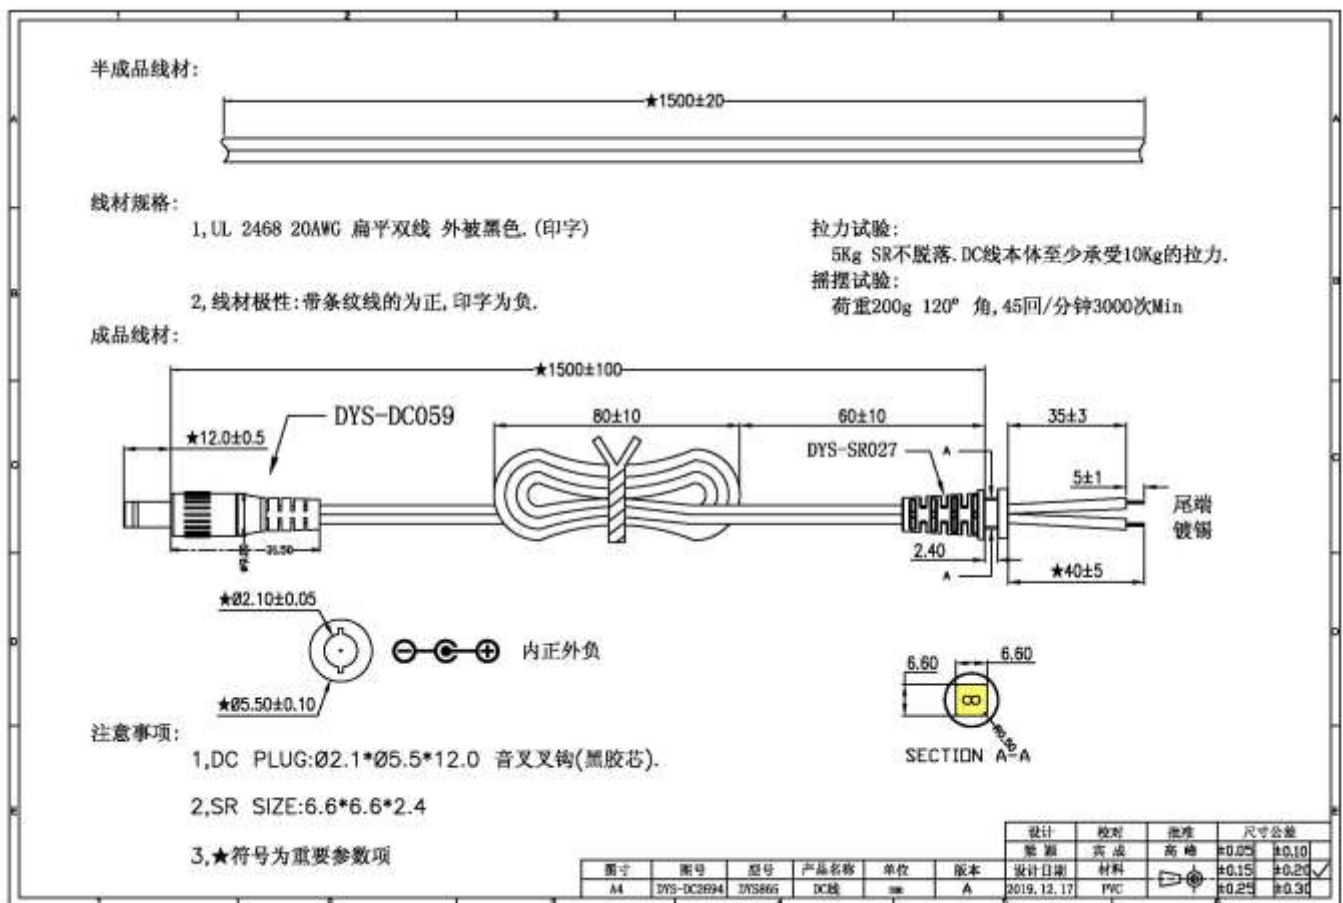 半成品线材:
★1500±20
线材规格:
1,UL 2468 20AWG 扁平双线 外被黑色.(印字)
2,线材极性:带条纹线的为正,印字为负.
拉力试验:
5Kg SR不脱落.DC线本体至少承受10Kg的拉力.
摇摆试验:
荷重200g 120° 角,45回/分钟3000次Min
成品线材:
★1500±100
DYS-DC059
80±10
60±10
35±3
★12.0±0.5
DYS-SR027
A
5±1
尾端
镀锡
2.40
A
★40±5
★Ø2.10±0.05
内正外负
★Ø5.50±0.10
6.60
6.60
SECTION A-A
注意事项:
1,DC PLUG:Ø2.1*Ø5.5*12.0 音叉叉钩(黑胶芯).
2,SR SIZE:6.6*6.6*2.4
3,★符号为重要参数项
设计 校对 批准 尺寸公差
高峰 ±0.05 ±0.10
图号 型号 产品名称 单位 版本 设计日期 材料 ±0.15 ±0.20
A4 DYS-DC2694 DYS866 DC线 mm A 2019.12.17 PVC ±0.25 ±0.30